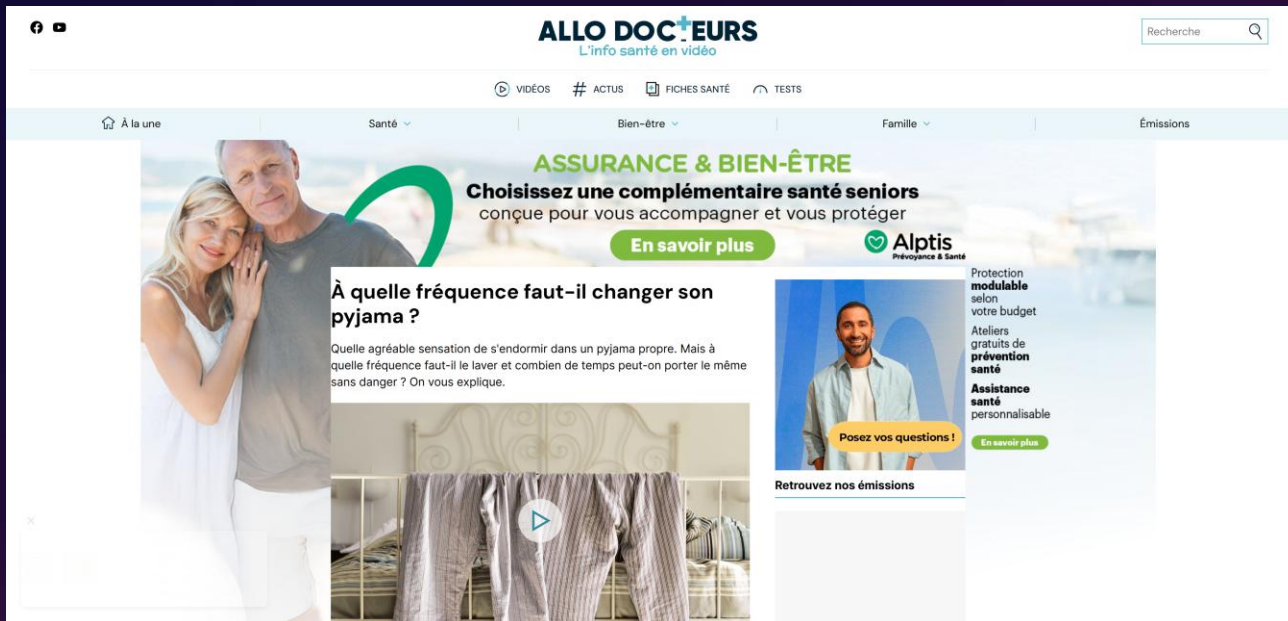 ALLO DOCTEURS
L'info santé en vidéo
Recherche
VIDÉOS # ACTUS FICHES SANTÉ TESTS
À la une Santé Bien-être Famille Émissions
ASSURANCE & BIEN-ÊTRE
Choisissez une complémentaire santé seniors
conçue pour vous accompagner et vous protéger
En savoir plus
Alptis
Prévoyance & Santé
À quelle fréquence faut-il changer son
pyjama ?
Quelle agréable sensation de s'endormir dans un pyjama propre. Mais à
quelle fréquence faut-il le laver et combien de temps peut-on porter le même
sans danger ? On vous explique.
Posez vos questions !
Retrouvez nos émissions
Protection
modulable
selon
votre budget
Ateliers
gratuits de
prévention
santé
Assistance
santé
personnalisable
En savoir plus